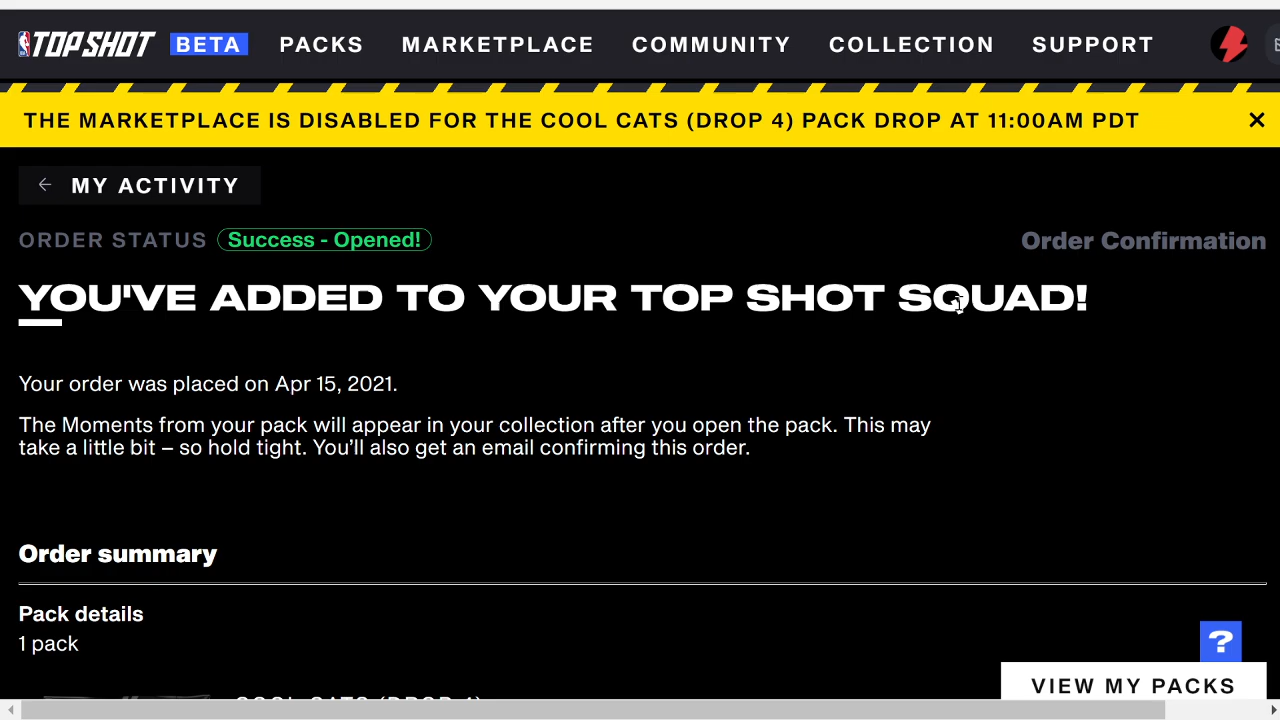 TOP SHOT BETA PACKS MARKETPLACE COMMUNITY COLLECTION SUPPORT
THE MARKETPLACE IS DISABLED FOR THE COOL CATS (DROP 4) PACK DROP AT 11:00AM PDT
MY ACTIVITY
ORDER STATUS Success - Opened! Order Confirmation
YOU'VE ADDED TO YOUR TOP SHOT SQUAD!
Your order was placed on Apr 15, 2021.
The Moments from your pack will appear in your collection after you open the pack. This may
take a little bit – so hold tight. You’ll also get an email confirming this order.
Order summary
Pack details
1 pack
?
VIEW MY PACKS
COOL CATS (DROP 4)